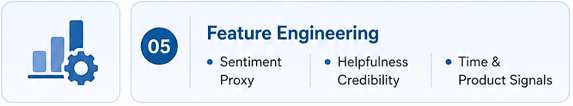 05
Feature Engineering
Sentiment
Proxy
Helpfulness
Credibility
Time &
Product Signals